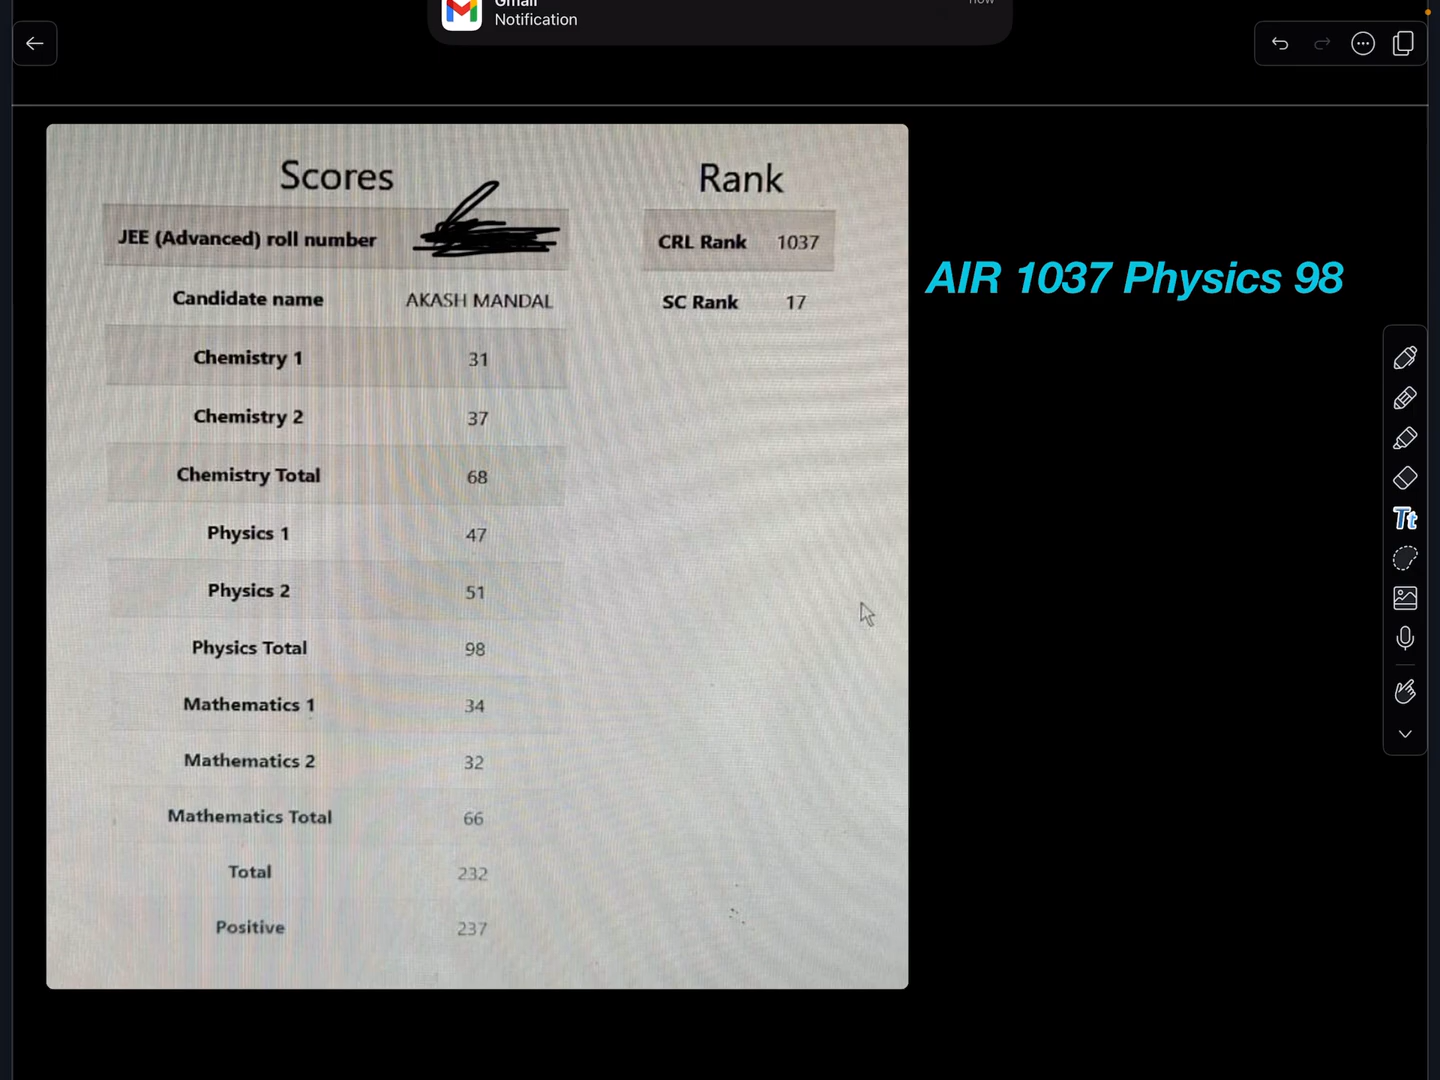 Gmail
now
Notification
Scores
Rank
JEE (Advanced) roll number
CRL Rank 1037
Candidate name AKASH MANDAL
SC Rank 17
AIR 1037 Physics 98
Chemistry 1 31
Chemistry 2 37
Chemistry Total 68
Physics 1 47
Physics 2 51
Physics Total 98
Mathematics 1 34
Mathematics 2 32
Mathematics Total 66
Total 232
Positive 237
Tt